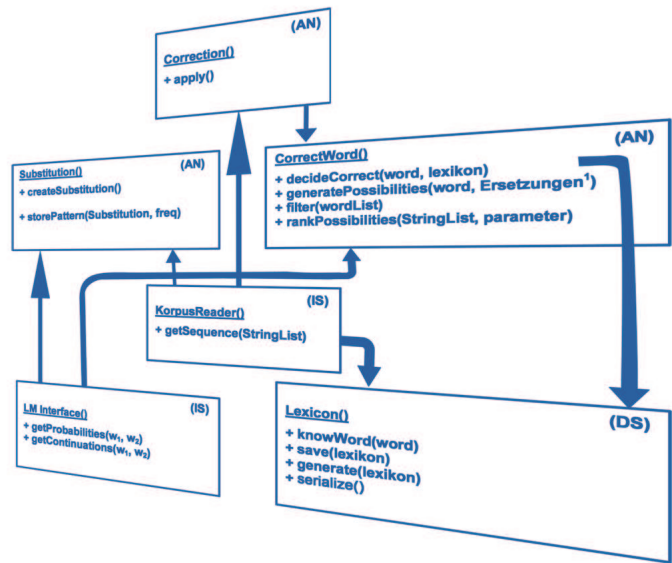 (AN)
Correction()
+ apply()
(AN)
CorrectWord()
+ decideCorrect(word, lexikon)
+ generatePossibilities(word, Ersetzungen¹)
+ filter(wordList)
+ rankPossibilities(StringList, parameter)
(AN)
Substitution()
+ createSubstitution()
+ storePattern(Substitution, freq)
(IS)
KorpusReader()
+ getSequence(StringList)
(IS)
LM Interface()
+ getProbabilities(w₁, w₂)
+ getContinuations(w₁, w₂)
(DS)
Lexicon()
+ knowWord(word)
+ save(lexikon)
+ generate(lexikon)
+ serialize()